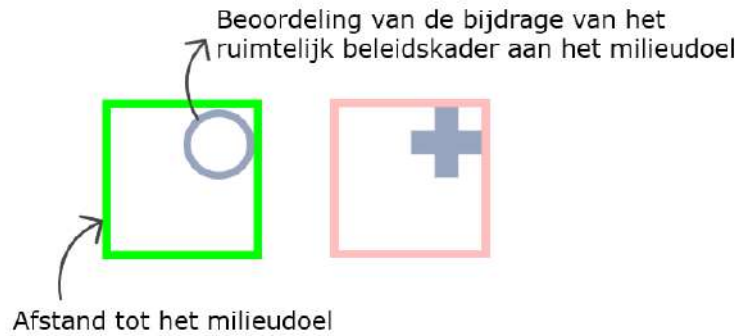 Beoordeling van de bijdrage van het
ruimtelijk beleidskader aan het milieudoel
Afstand tot het milieudoel